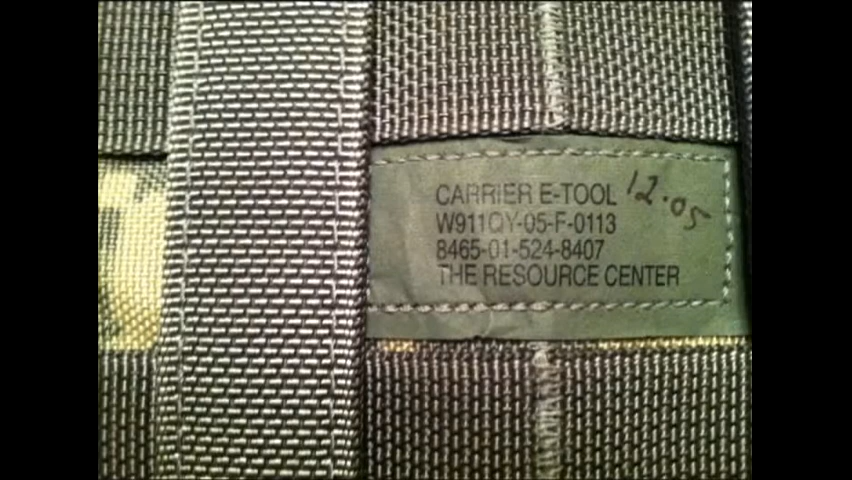 CARRIER E-TOOL 12.05
W911QY-05-F-0113
8465-01-524-8407
THE RESOURCE CENTER